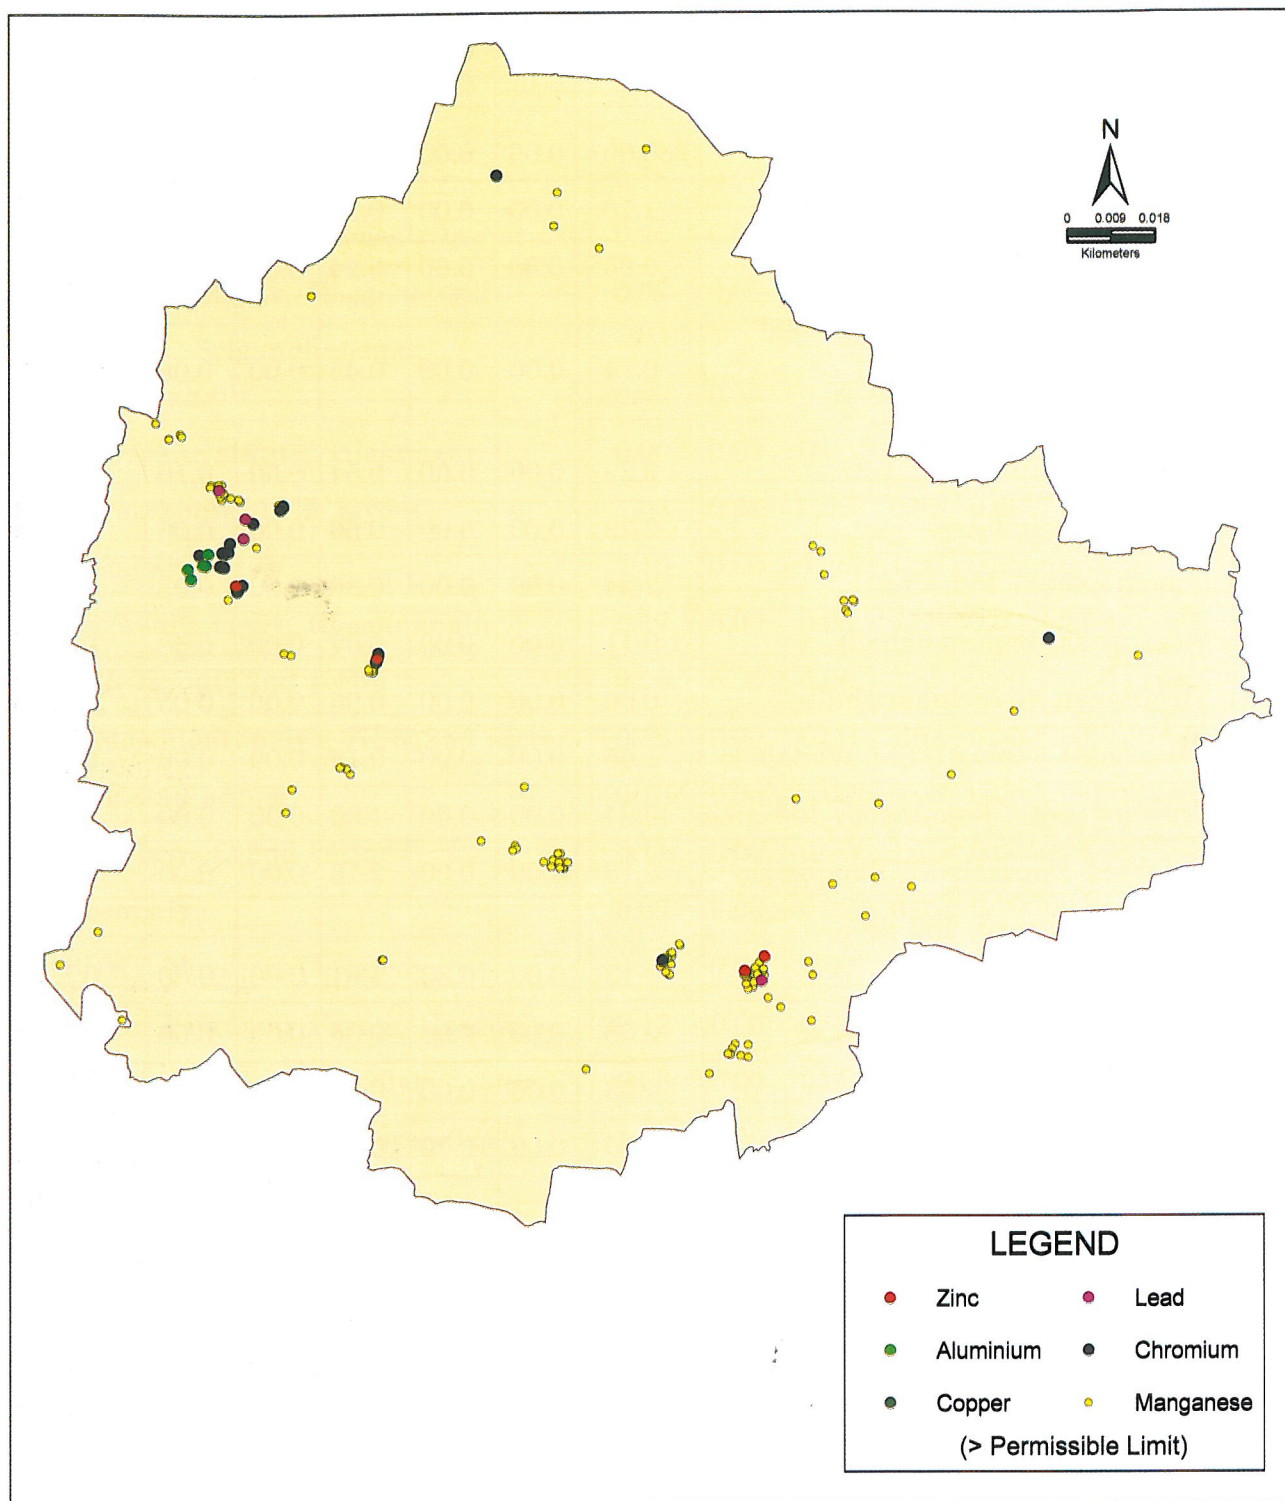 N
0 0.009 0.018
Kilometers
LEGEND
Zinc Lead
Aluminium Chromium
Copper Manganese
(> Permissible Limit)